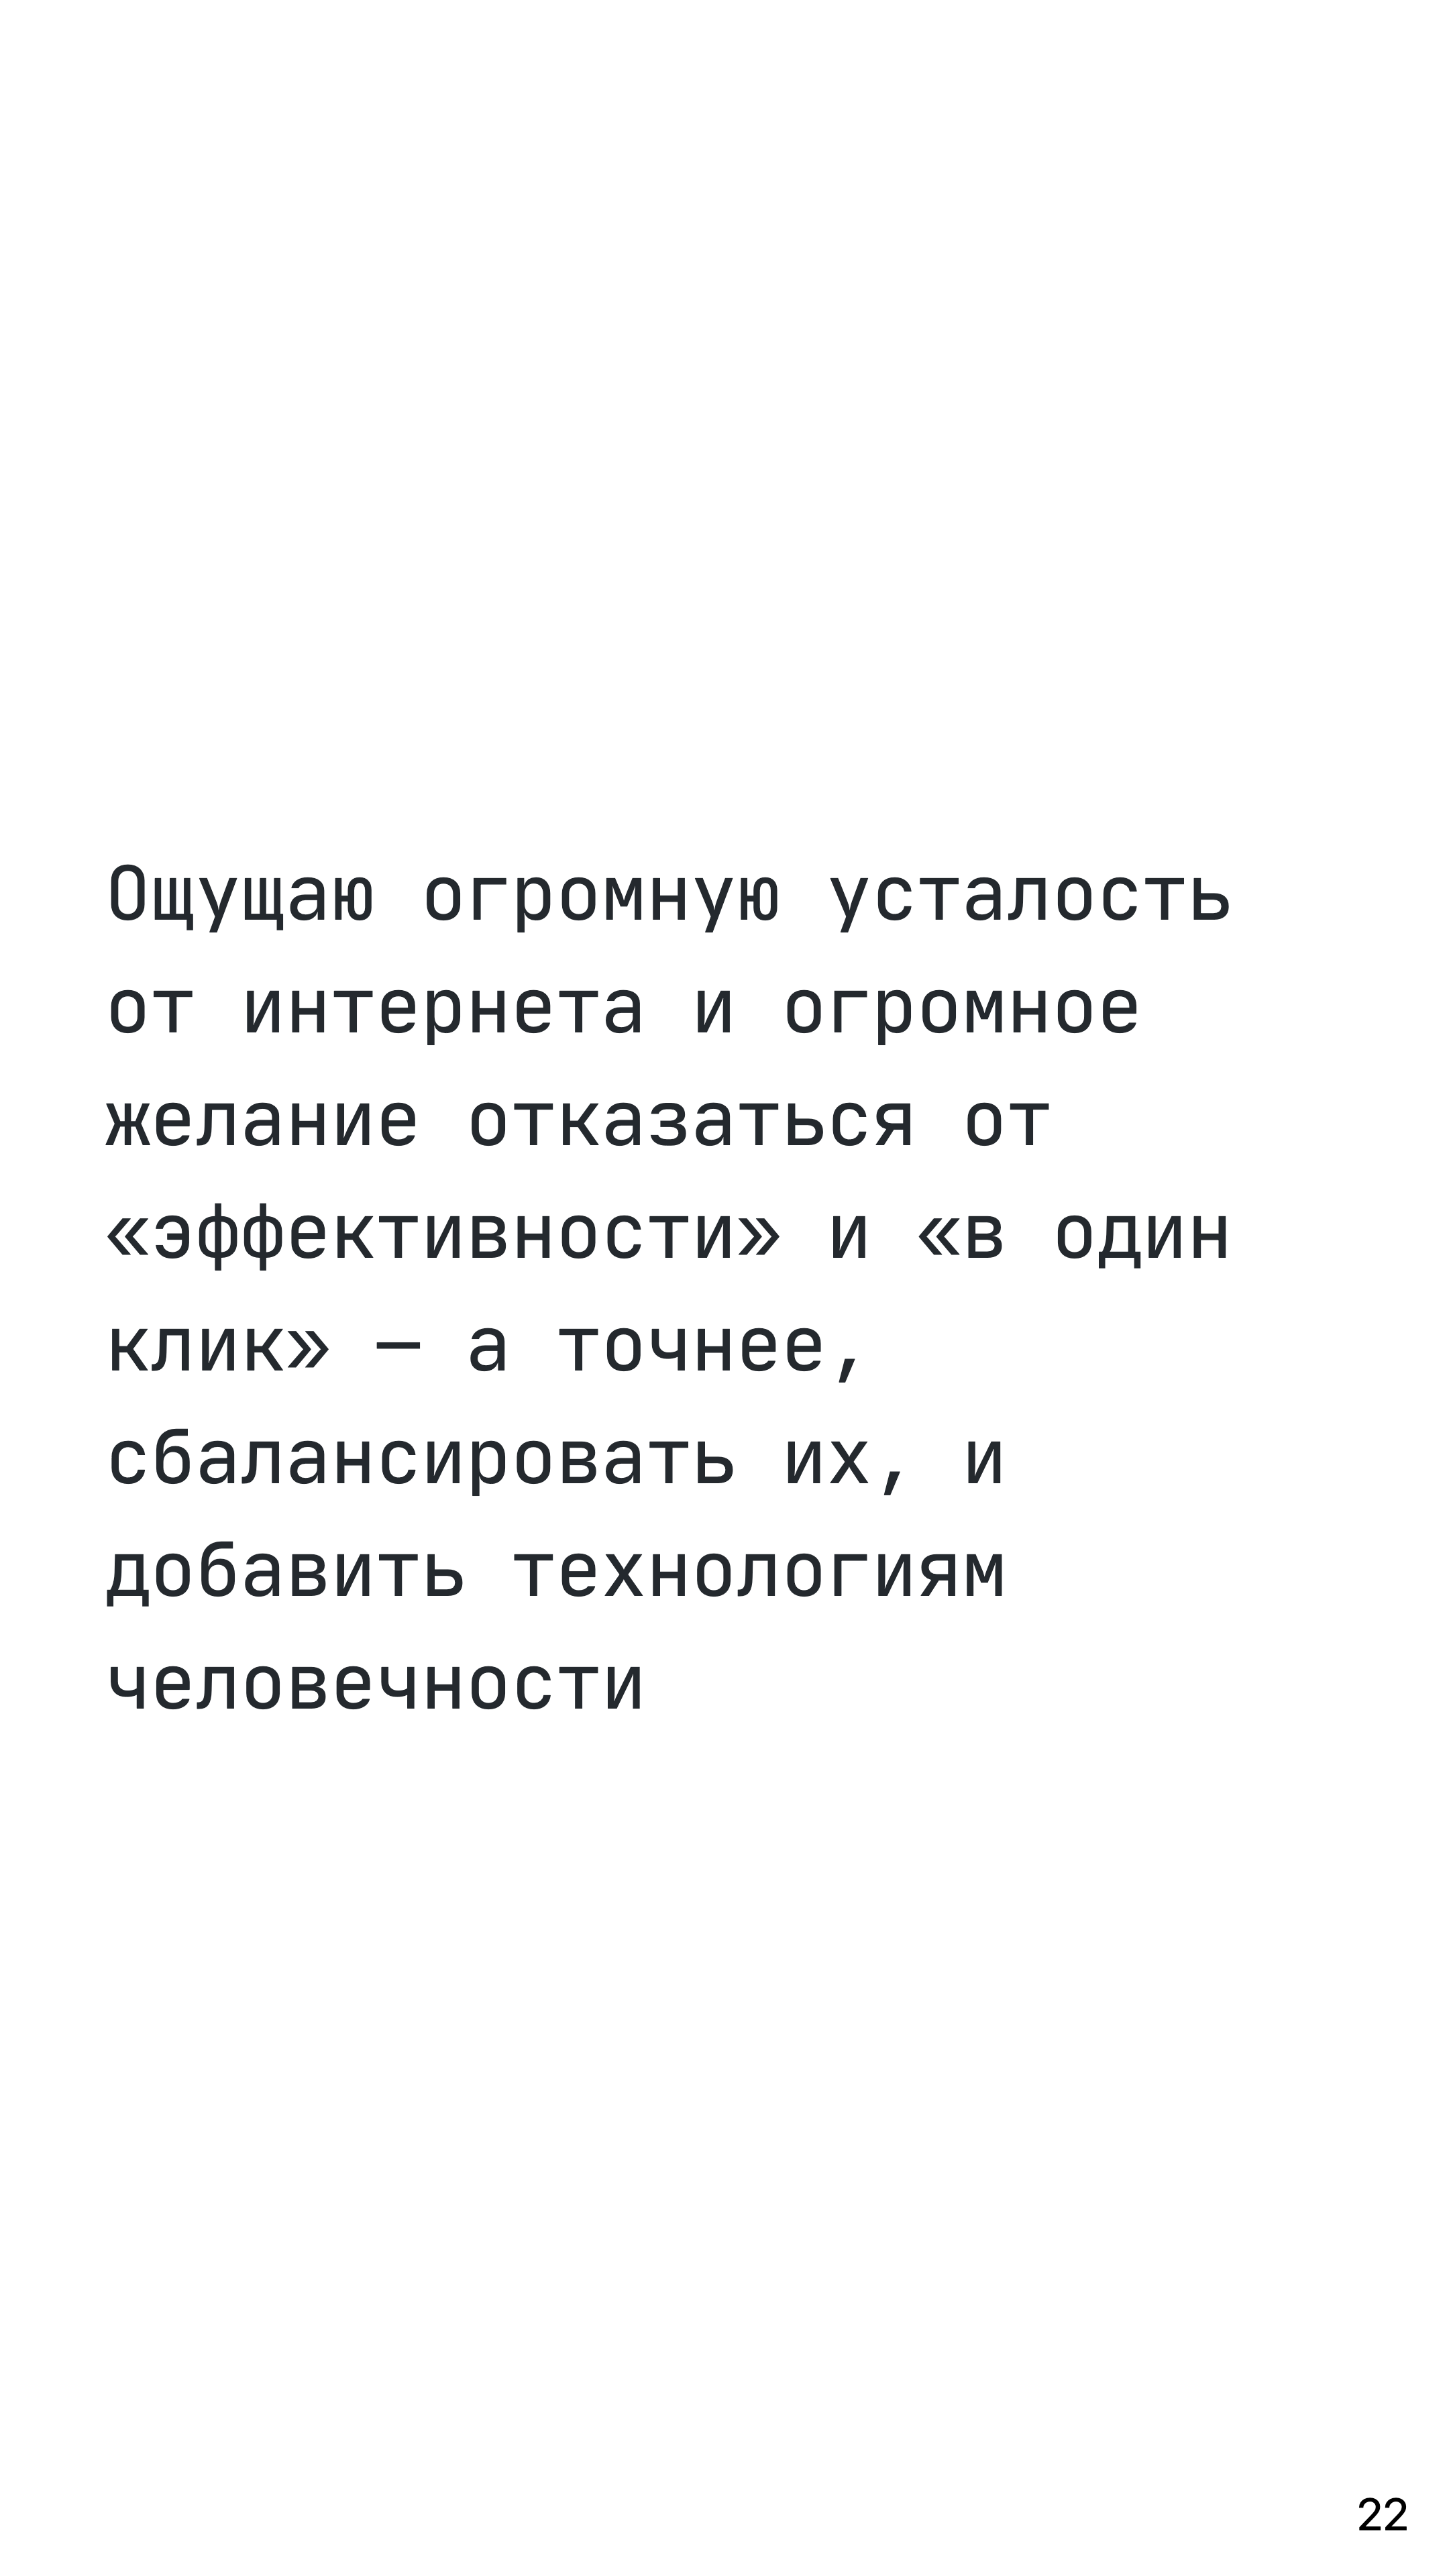 Ощущаю огромную усталость
от интернета и огромное
желание отказаться от
«эффективности» и «в один
клик» — а точнее,
сбалансировать их, и
добавить технологиям
человечности
22